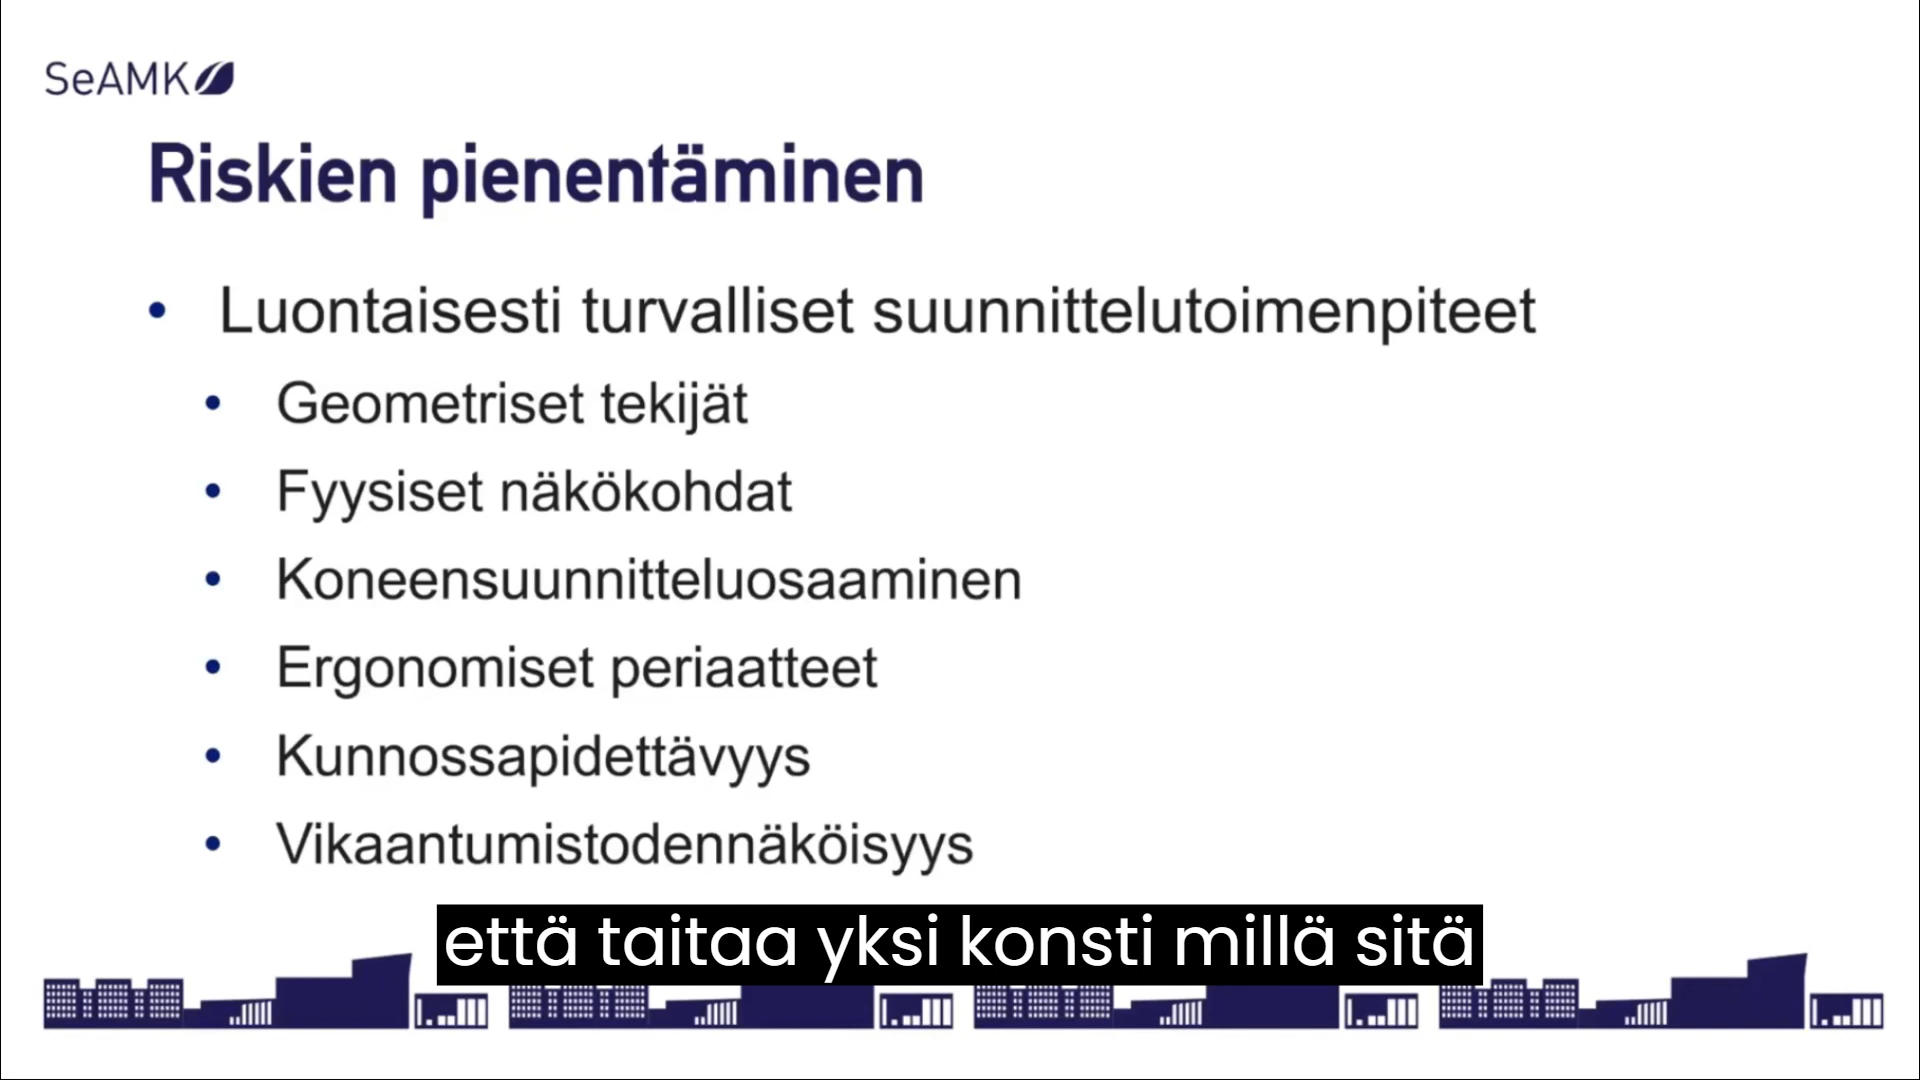 SeAMK
Riskien pienentäminen
• Luontaisesti turvalliset suunnittelutoimenpiteet
• Geometriset tekijät
• Fyysiset näkökohdat
• Koneensuunnitteluosaaminen
• Ergonomiset periaatteet
• Kunnossapidettävyys
• Vikaantumistodennäköisyys
että taitaa yksi konsti millä sitä